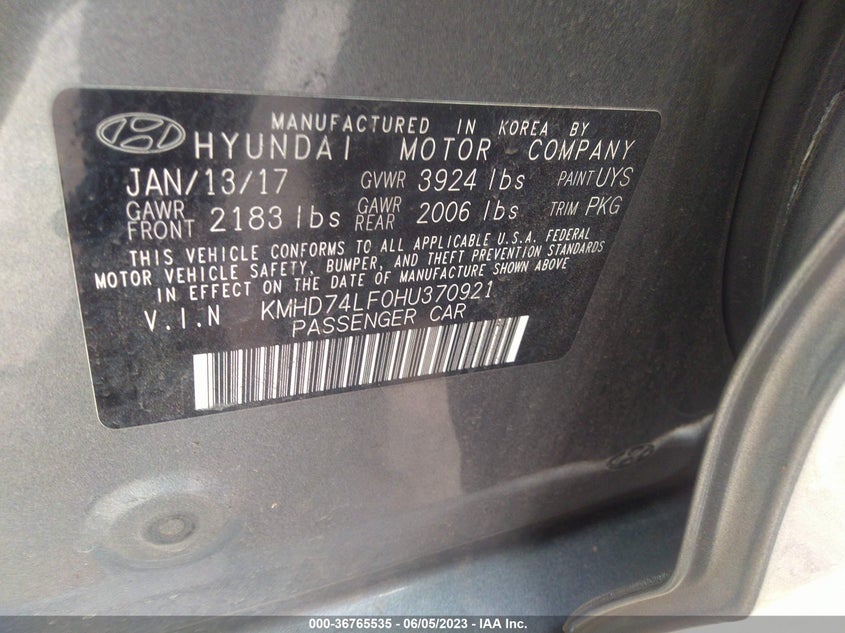 MANUFACTURED IN KOREA BY
HYUNDAI MOTOR COMPANY
JAN/13/17 GVWR 3924 lbs PAINT UYS
GAWR FRONT 2183 lbs GAWR REAR 2006 lbs TRIM PKG
THIS VEHICLE CONFORMS TO ALL APPLICABLE U.S.A. FEDERAL
MOTOR VEHICLE SAFETY, BUMPER, AND THEFT PREVENTION STANDARDS
IN EFFECT ON THE DATE OF MANUFACTURE SHOWN ABOVE
V.I.N KMHD74LF0HU370921
PASSENGER CAR
000-36765535 - 06/05/2023 - IAA Inc.